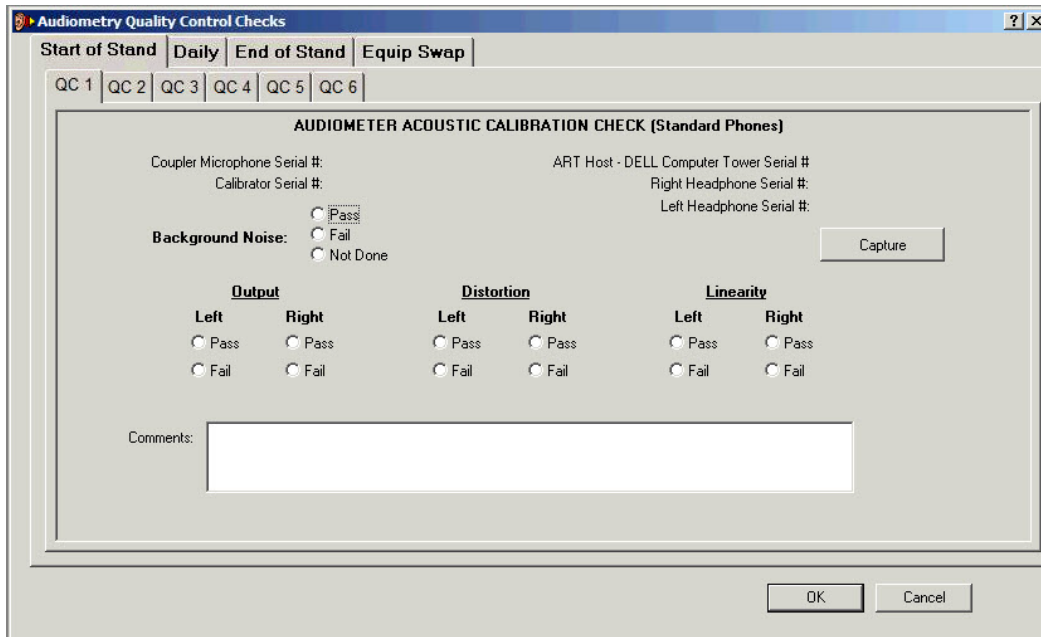 Audiometry Quality Control Checks
Start of Stand Daily End of Stand Equip Swap
QC 1 QC 2 QC 3 QC 4 QC 5 QC 6
AUDIOMETER ACOUSTIC CALIBRATION CHECK (Standard Phones)
Coupler Microphone Serial #: ART Host - DELL Computer Tower Serial #
Calibrator Serial #: Right Headphone Serial #:
Left Headphone Serial #:
Pass
Background Noise: Fail
Not Done
Capture
Output Distortion Linearity
Left Right Left Right Left Right
Pass Pass Pass Pass Pass Pass
Fail Fail Fail Fail Fail Fail
Comments:
OK Cancel